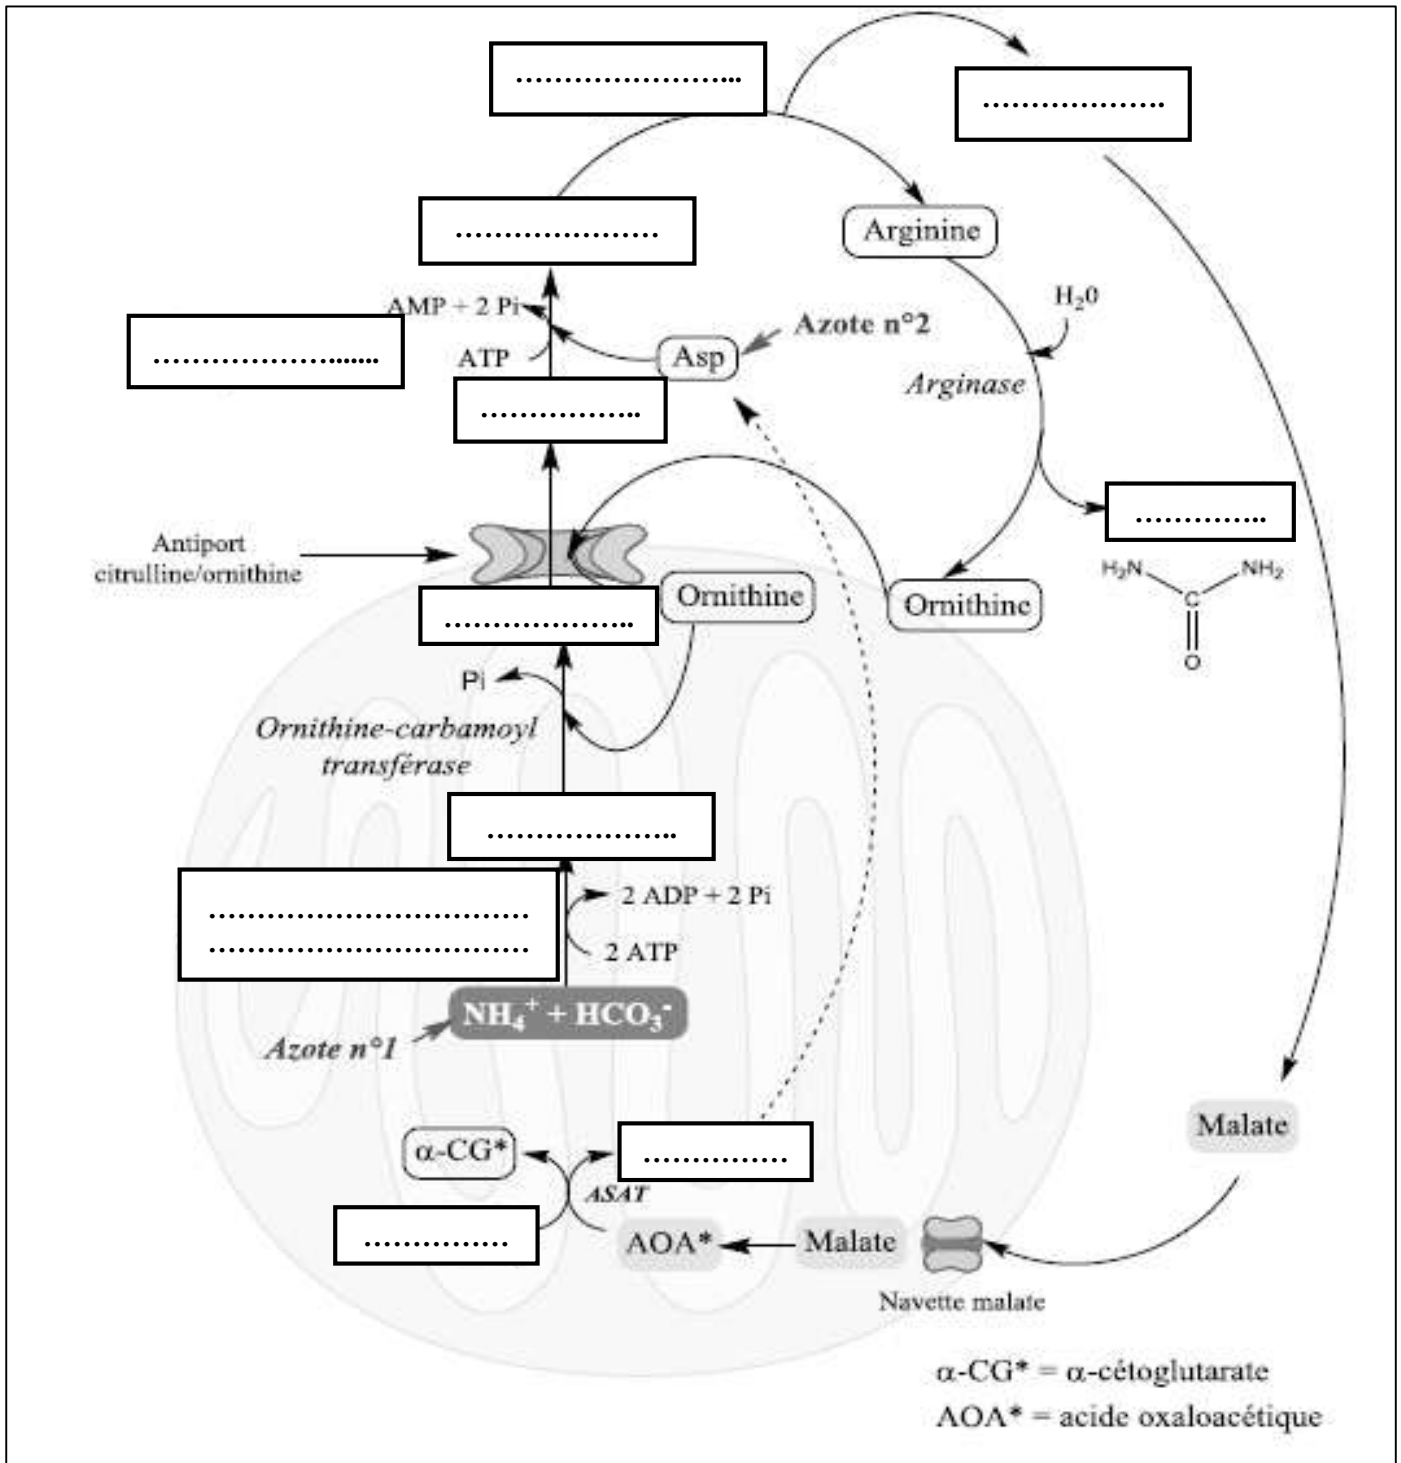 …………………...
……………….
…………………
Arginine
AMP + 2 Pi
H₂0
……………….......
Azote n°2
ATP
Asp
Arginase
……………..
…………..
Antiport
citrulline/ornithine
H₂N
NH₂
C
O
Ornithine
Ornithine
………………..
Pi
Ornithine-carbamoyl
transférase
………………..
……………………………
……………………………
2 ADP + 2 Pi
2 ATP
NH₄⁺ + HCO₃⁻
Azote n°1
Malate
α-CG*
……………
ASAT
……………
AOA*
Malate
Navette malate
α-CG* = α-cétoglutarate
AOA* = acide oxaloacétique